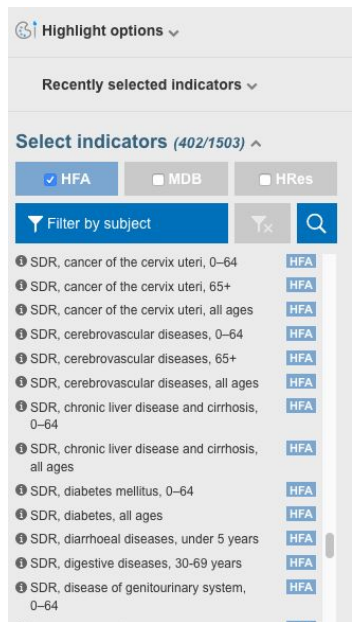 Highlight options
Recently selected indicators
Select indicators (402/1503)
HFA MDB HRes
Filter by subject
SDR, cancer of the cervix uteri, 0–64 HFA
SDR, cancer of the cervix uteri, 65+ HFA
SDR, cancer of the cervix uteri, all ages HFA
SDR, cerebrovascular diseases, 0–64 HFA
SDR, cerebrovascular diseases, 65+ HFA
SDR, cerebrovascular diseases, all ages HFA
SDR, chronic liver disease and cirrhosis, HFA
0–64
SDR, chronic liver disease and cirrhosis, HFA
all ages
SDR, diabetes mellitus, 0–64 HFA
SDR, diabetes, all ages HFA
SDR, diarrhoeal diseases, under 5 years HFA
SDR, digestive diseases, 30-69 years HFA
SDR, disease of genitourinary system, HFA
0–64